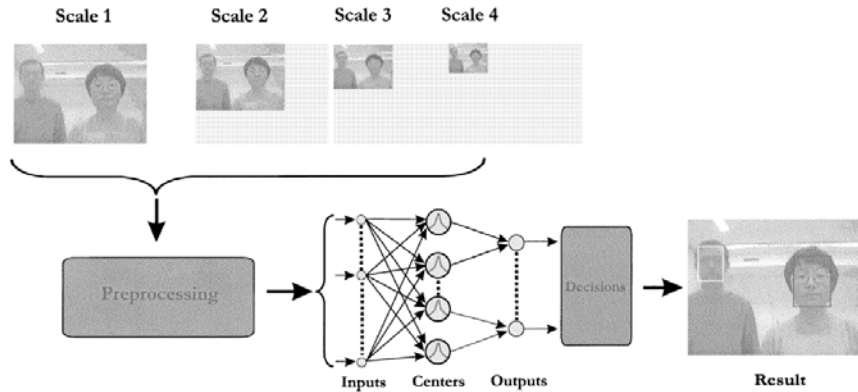 Scale 1 Scale 2 Scale 3 Scale 4
Preprocessing
Decisions
Inputs Centers Outputs
Result